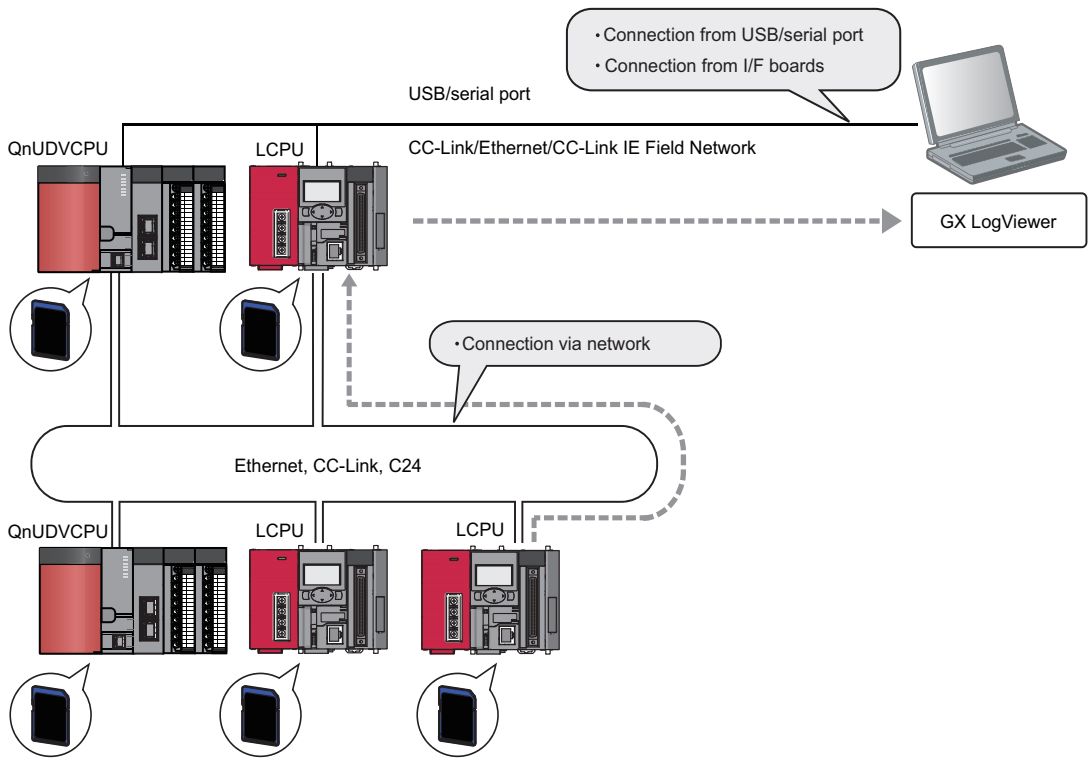 ・Connection from USB/serial port
・Connection from I/F boards
USB/serial port
QnUDVCPU
LCPU
CC-Link/Ethernet/CC-Link IE Field Network
GX LogViewer
・Connection via network
Ethernet, CC-Link, C24
QnUDVCPU
LCPU
LCPU